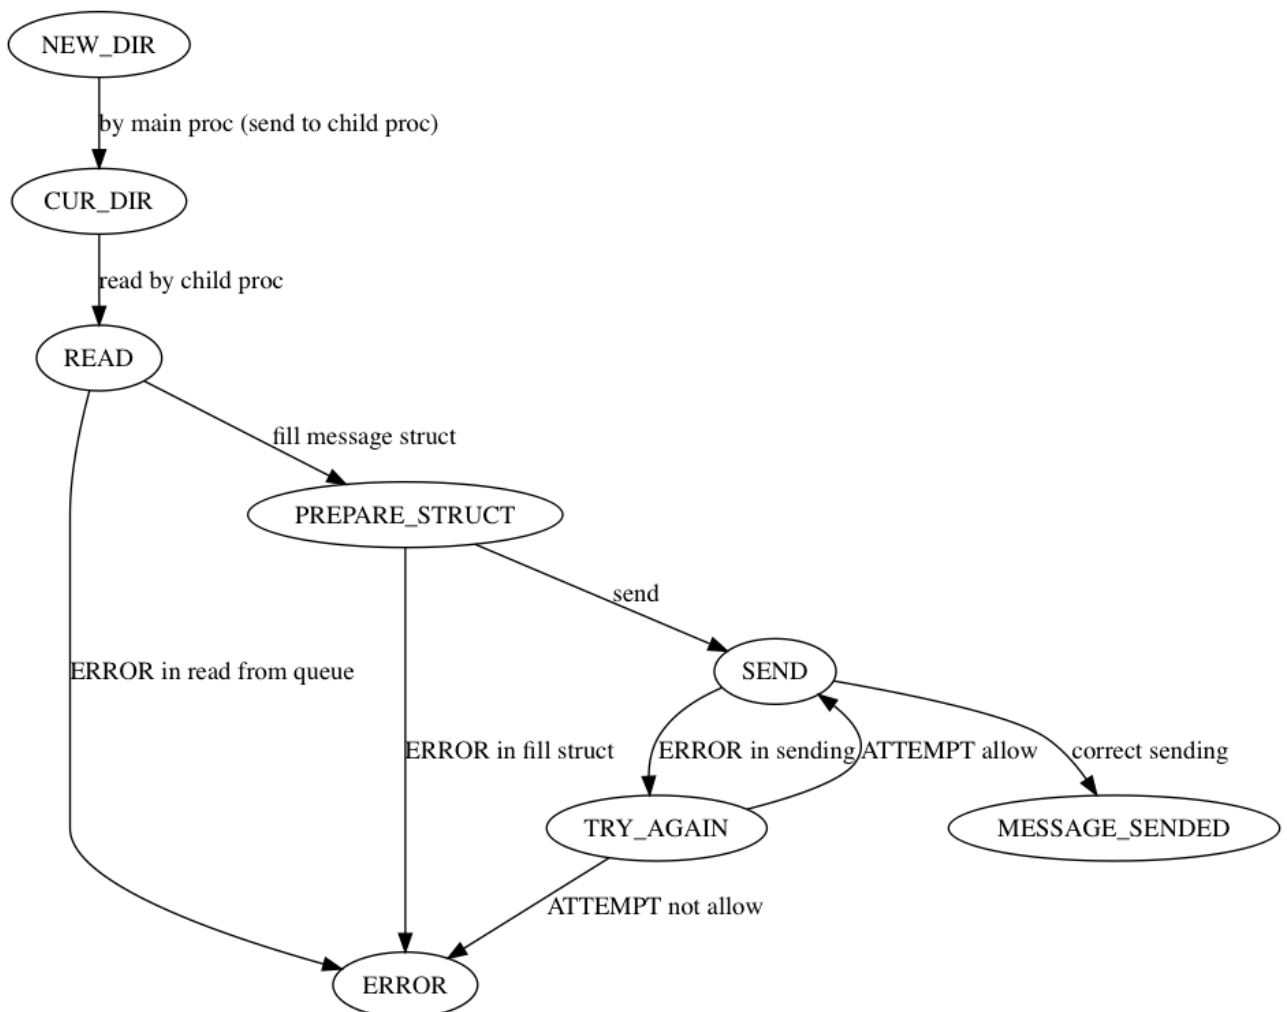 NEW_DIR
by main proc (send to child proc)
CUR_DIR
read by child proc
READ
fill message struct
PREPARE_STRUCT
send
ERROR in read from queue
SEND
ERROR in fill struct
ERROR in sending
ATTEMPT allow
correct sending
TRY_AGAIN
MESSAGE_SENDED
ATTEMPT not allow
ERROR